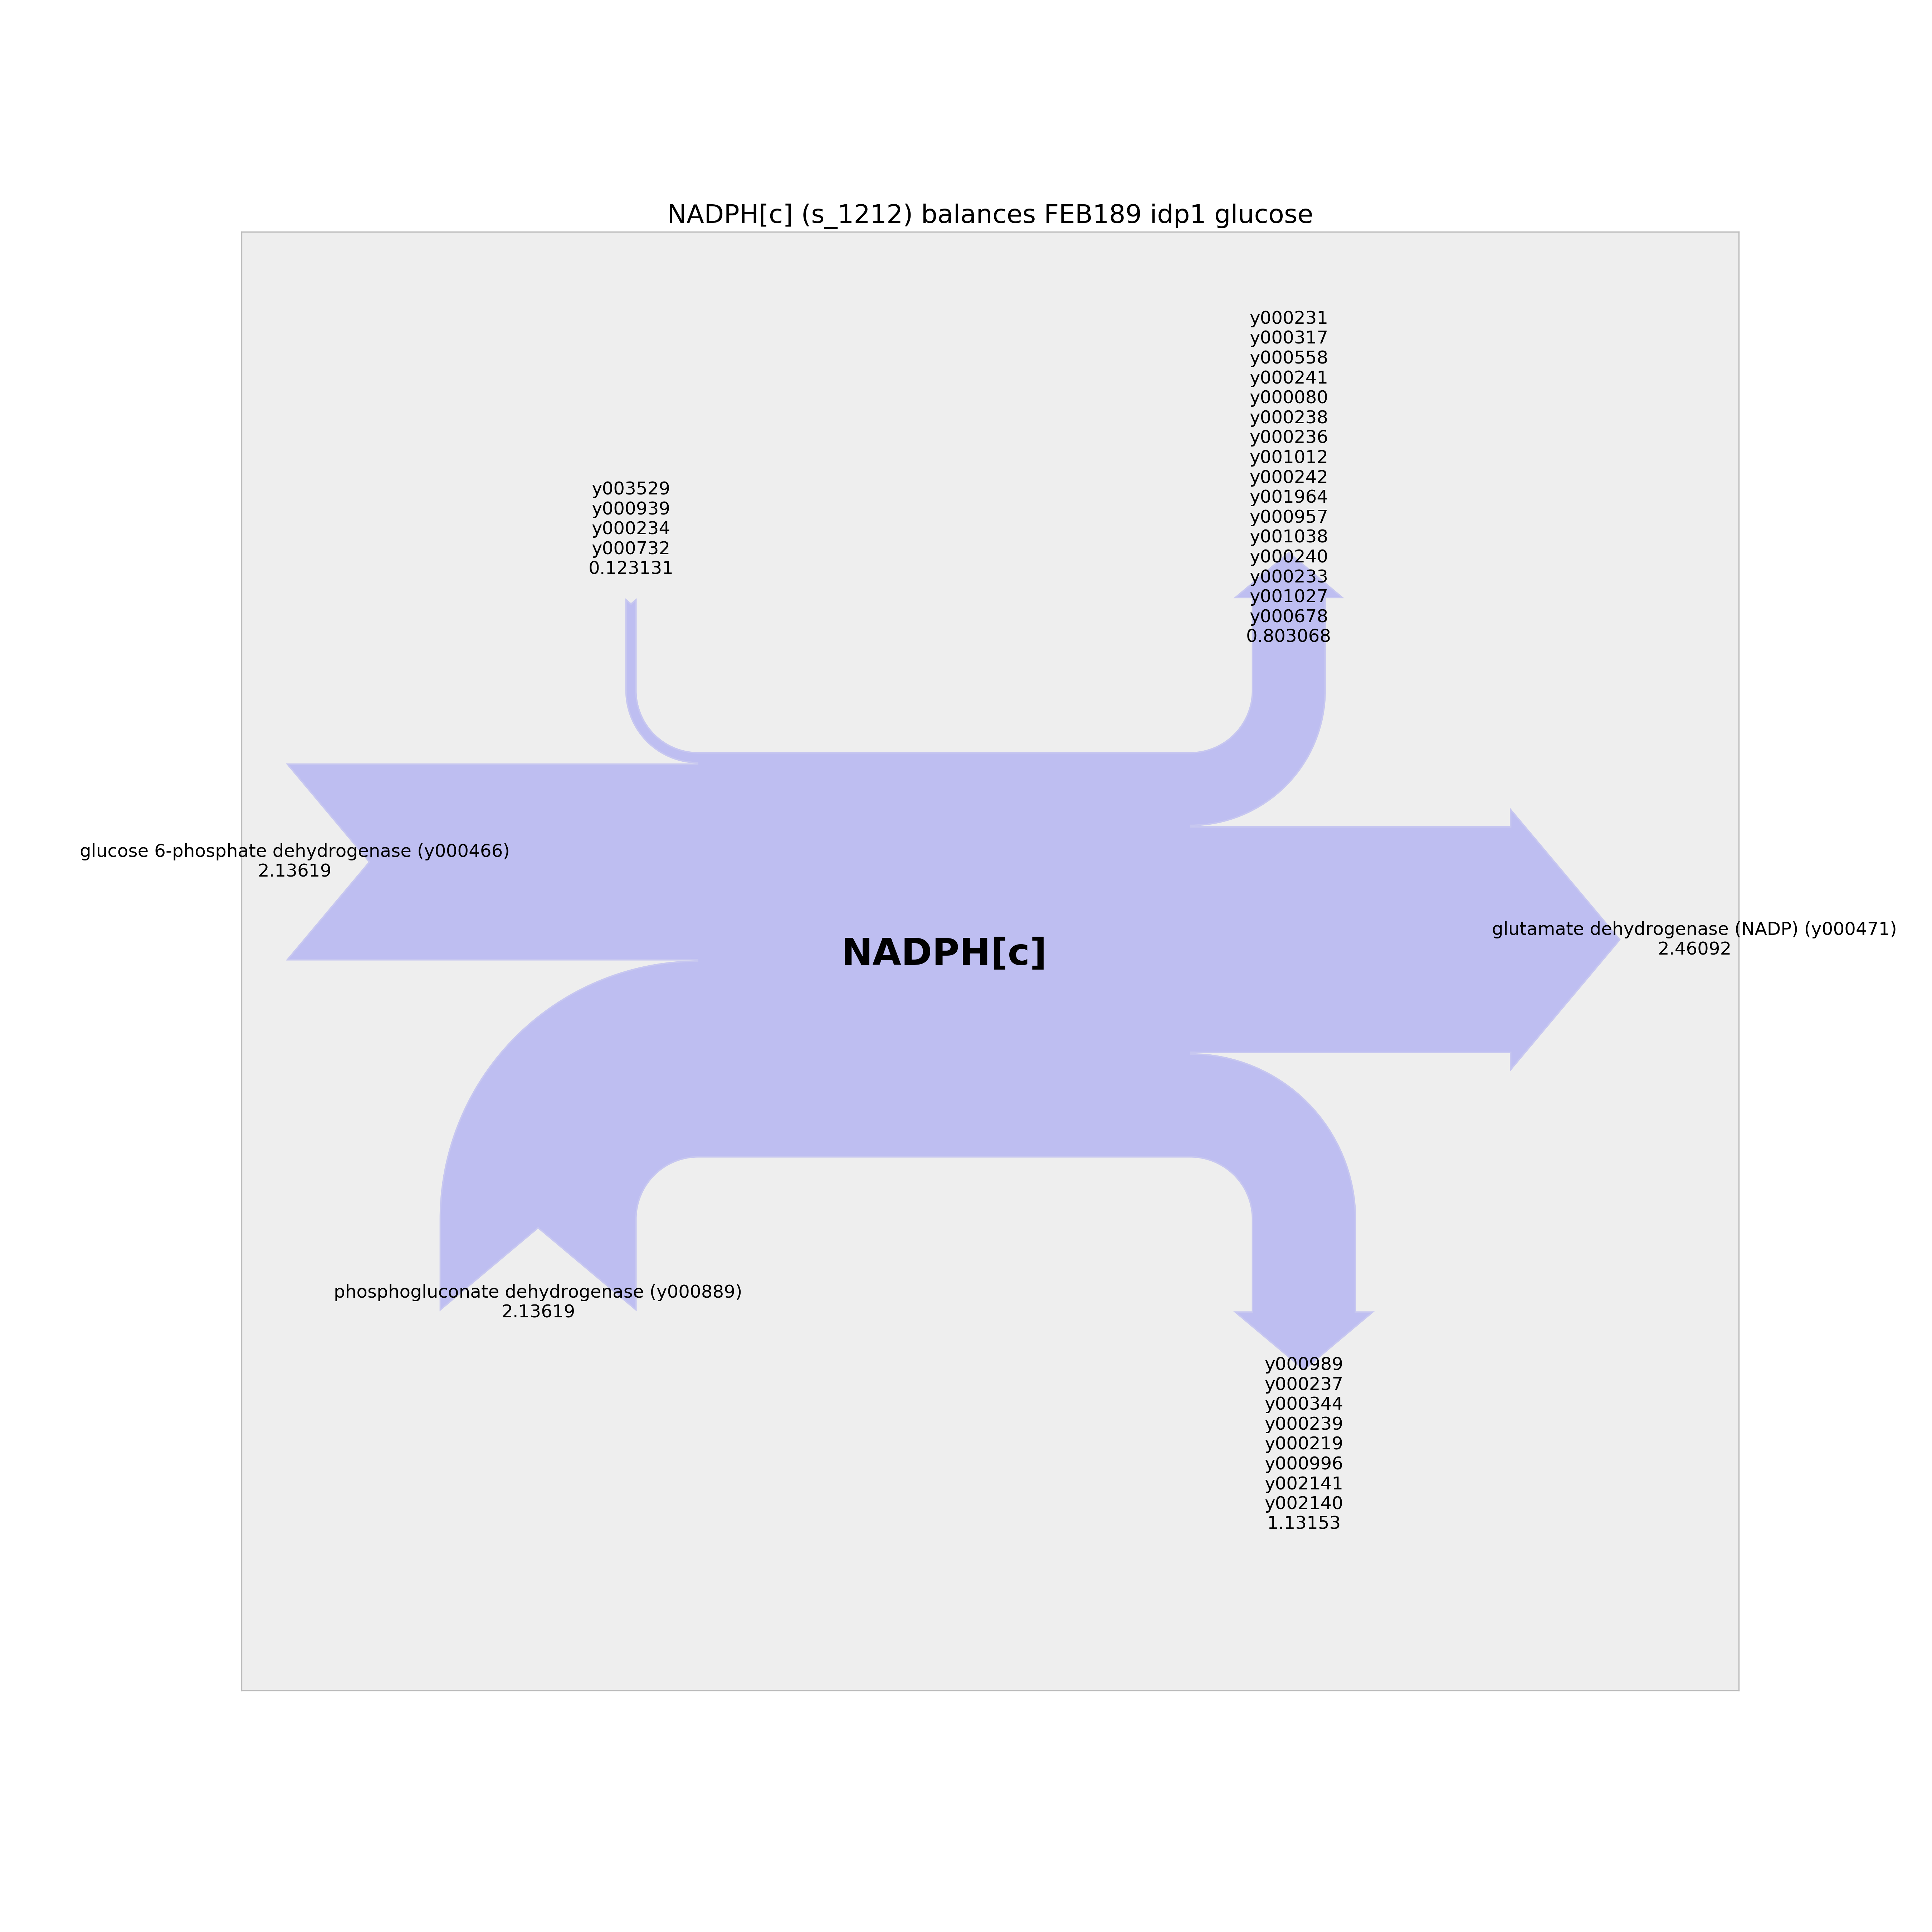 NADPH[c] (s_1212) balances FEB189 idp1 glucose
y000231
y000317
y000558
y000241
y000080
y000238
y000236
y001012
y000242
y001964
y000957
y001038
y000240
y000233
y001027
y000678
0.803068
y003529
y000939
y000234
y000732
0.123131
glucose 6-phosphate dehydrogenase (y000466)
2.13619
glutamate dehydrogenase (NADP) (y000471)
2.46092
NADPH[c]
phosphogluconate dehydrogenase (y000889)
2.13619
y000989
y000237
y000344
y000239
y000219
y000996
y002141
y002140
1.13153